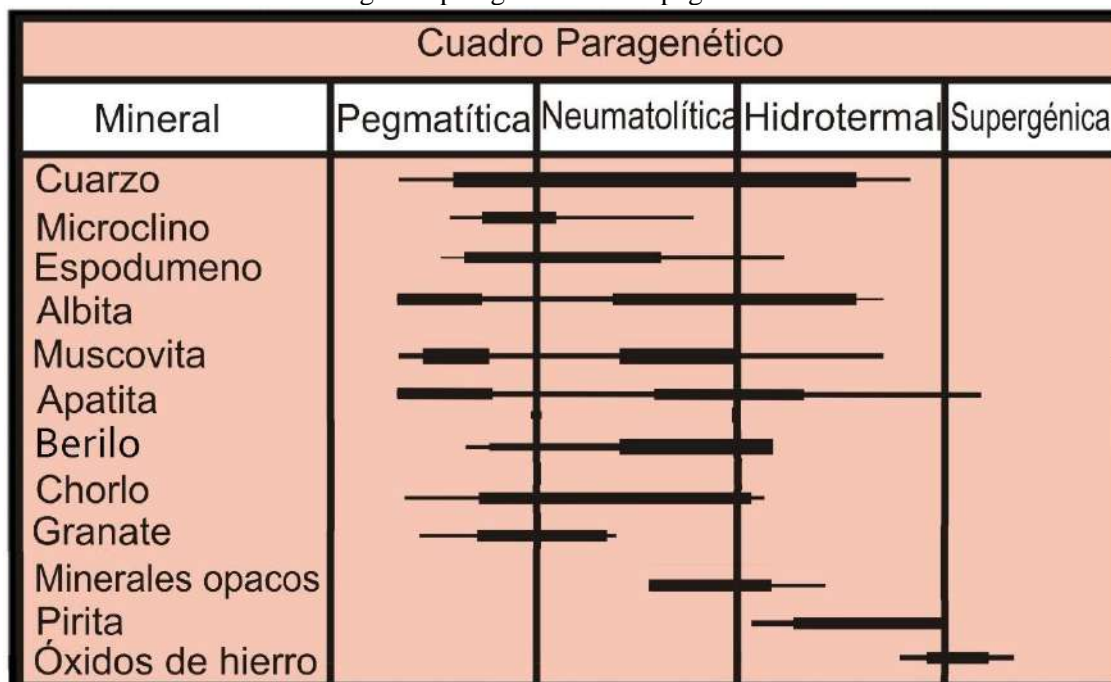 Cuadro Paragenético
Mineral Pegmatítica Neumatolítica Hidrotermal Supergénica
Cuarzo
Microclino
Espodumeno
Albita
Muscovita
Apatita
Berilo
Chorlo
Granate
Minerales opacos
Pirita
Óxidos de hierro